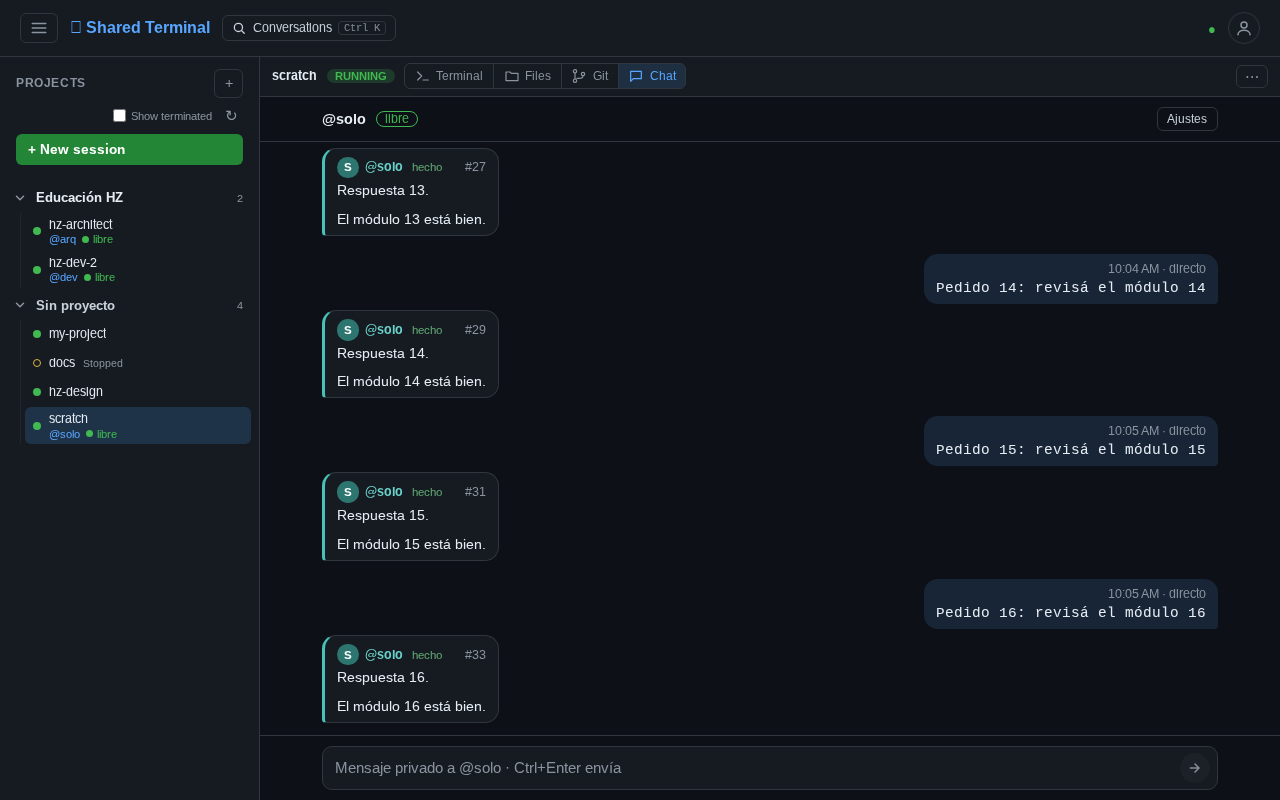 Shared Terminal
Conversations Ctrl K
PROJECTS +
Show terminated
+ New session
Educación HZ 2
hz-architect
@arq libre
hz-dev-2
@dev libre
Sin proyecto 4
my-project
docs Stopped
hz-design
scratch
@solo libre
scratch RUNNING Terminal Files Git Chat
@solo libre Ajustes
S @solo hecho #27
Respuesta 13.
El módulo 13 está bien.
10:04 AM · directo
Pedido 14: revisá el módulo 14
S @solo hecho #29
Respuesta 14.
El módulo 14 está bien.
10:05 AM · directo
Pedido 15: revisá el módulo 15
S @solo hecho #31
Respuesta 15.
El módulo 15 está bien.
10:05 AM · directo
Pedido 16: revisá el módulo 16
S @solo hecho #33
Respuesta 16.
El módulo 16 está bien.
Mensaje privado a @solo · Ctrl+Enter envía